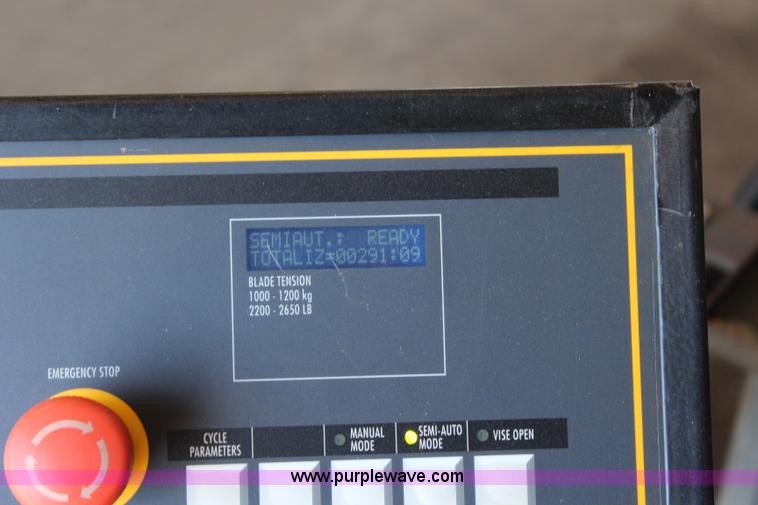 SEMIAUT.: READY
TOTALIZ=00291:09
BLADE TENSION
1000 - 1200 kg
2200 - 2650 LB
EMERGENCY STOP
CYCLE
PARAMETERS
MANUAL
MODE
SEMI-AUTO
MODE
VISE OPEN
www.purplewave.com